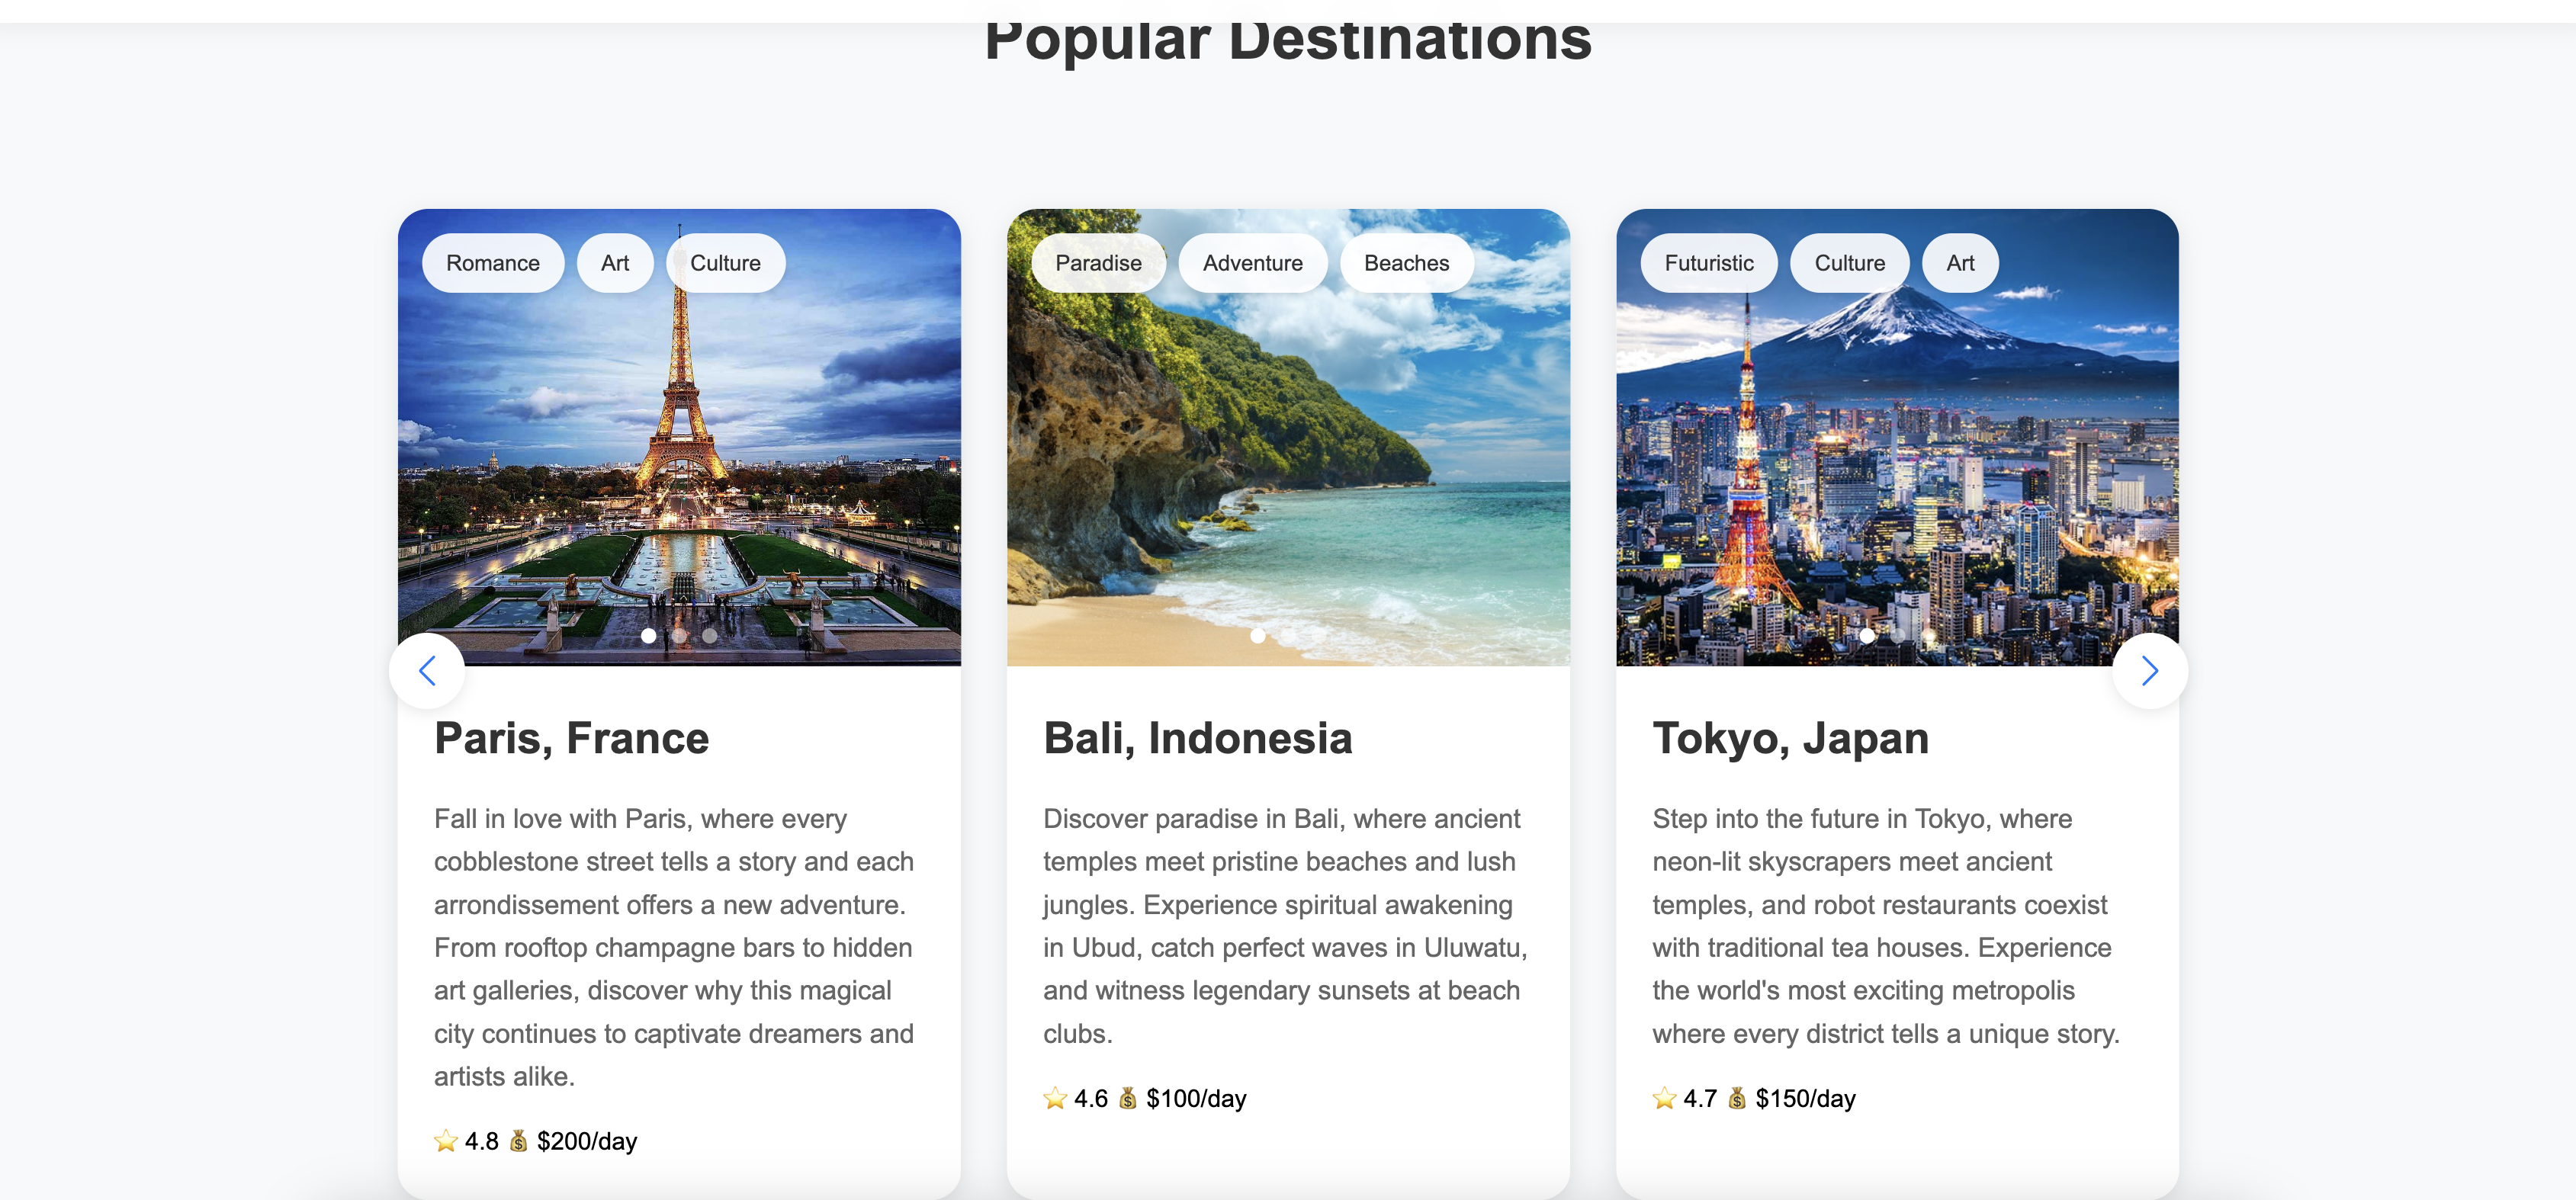 Popular Destinations
Romance
Art
Culture
Paris, France
Fall in love with Paris, where every
cobblestone street tells a story and each
arrondissement offers a new adventure.
From rooftop champagne bars to hidden
art galleries, discover why this magical
city continues to captivate dreamers and
artists alike.
⭐ 4.8 💰 $200/day
Paradise
Adventure
Beaches
Bali, Indonesia
Discover paradise in Bali, where ancient
temples meet pristine beaches and lush
jungles. Experience spiritual awakening
in Ubud, catch perfect waves in Uluwatu,
and witness legendary sunsets at beach
clubs.
⭐ 4.6 💰 $100/day
Futuristic
Culture
Art
Tokyo, Japan
Step into the future in Tokyo, where
neon-lit skyscrapers meet ancient
temples, and robot restaurants coexist
with traditional tea houses. Experience
the world's most exciting metropolis
where every district tells a unique story.
⭐ 4.7 💰 $150/day